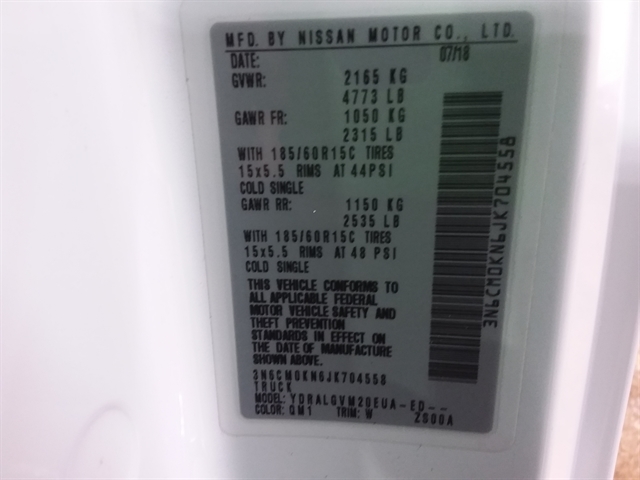 MFD. BY NISSAN MOTOR CO., LTD.
DATE: 07/18
GVWR: 2165 KG
4773 LB
GAWR FR: 1050 KG
2315 LB
WITH 185/60R15C TIRES
15x5.5 RIMS AT 44PSI
COLD SINGLE
GAWR RR: 1150 KG
2535 LB
WITH 185/60R15C TIRES
15x5.5 RIMS AT 48 PSI
COLD SINGLE
THIS VEHICLE CONFORMS TO
ALL APPLICABLE FEDERAL
MOTOR VEHICLE SAFETY AND
THEFT PREVENTION
STANDARDS IN EFFECT ON
THE DATE OF MANUFACTURE
SHOWN ABOVE.
3N6CM0KN6JK704558
TRUCK
MODEL: YDRALGVM20EUA-ED--
COLOR: QM1 TRIM: W ZS00A
3N6CM0KN6JK704558